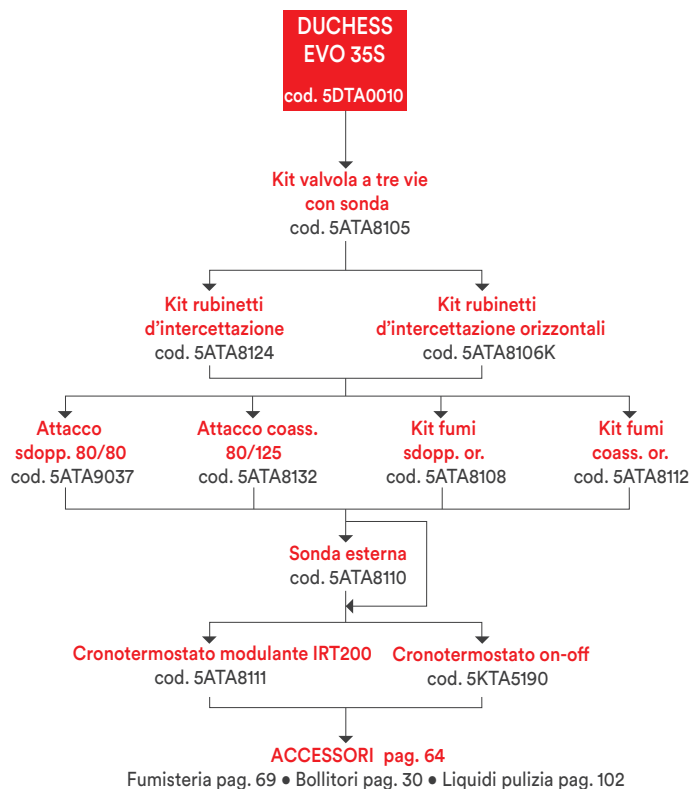 DUCHESS
EVO 35S
cod. 5DTA0010
Kit valvola a tre vie
con sonda
cod. 5ATA8105
Kit rubinetti
d’intercettazione
cod. 5ATA8124
Kit rubinetti
d’intercettazione orizzontali
cod. 5ATA8106K
Attacco
sdopp. 80/80
cod. 5ATA9037
Attacco coass.
80/125
cod. 5ATA8132
Kit fumi
sdopp. or.
cod. 5ATA8108
Kit fumi
coass. or.
cod. 5ATA8112
Sonda esterna
cod. 5ATA8110
Cronotermostato modulante IRT200
cod. 5ATA8111
Cronotermostato on-off
cod. 5KTA5190
ACCESSORI pag. 64
Fumisteria pag. 69 • Bollitori pag. 30 • Liquidi pulizia pag. 102